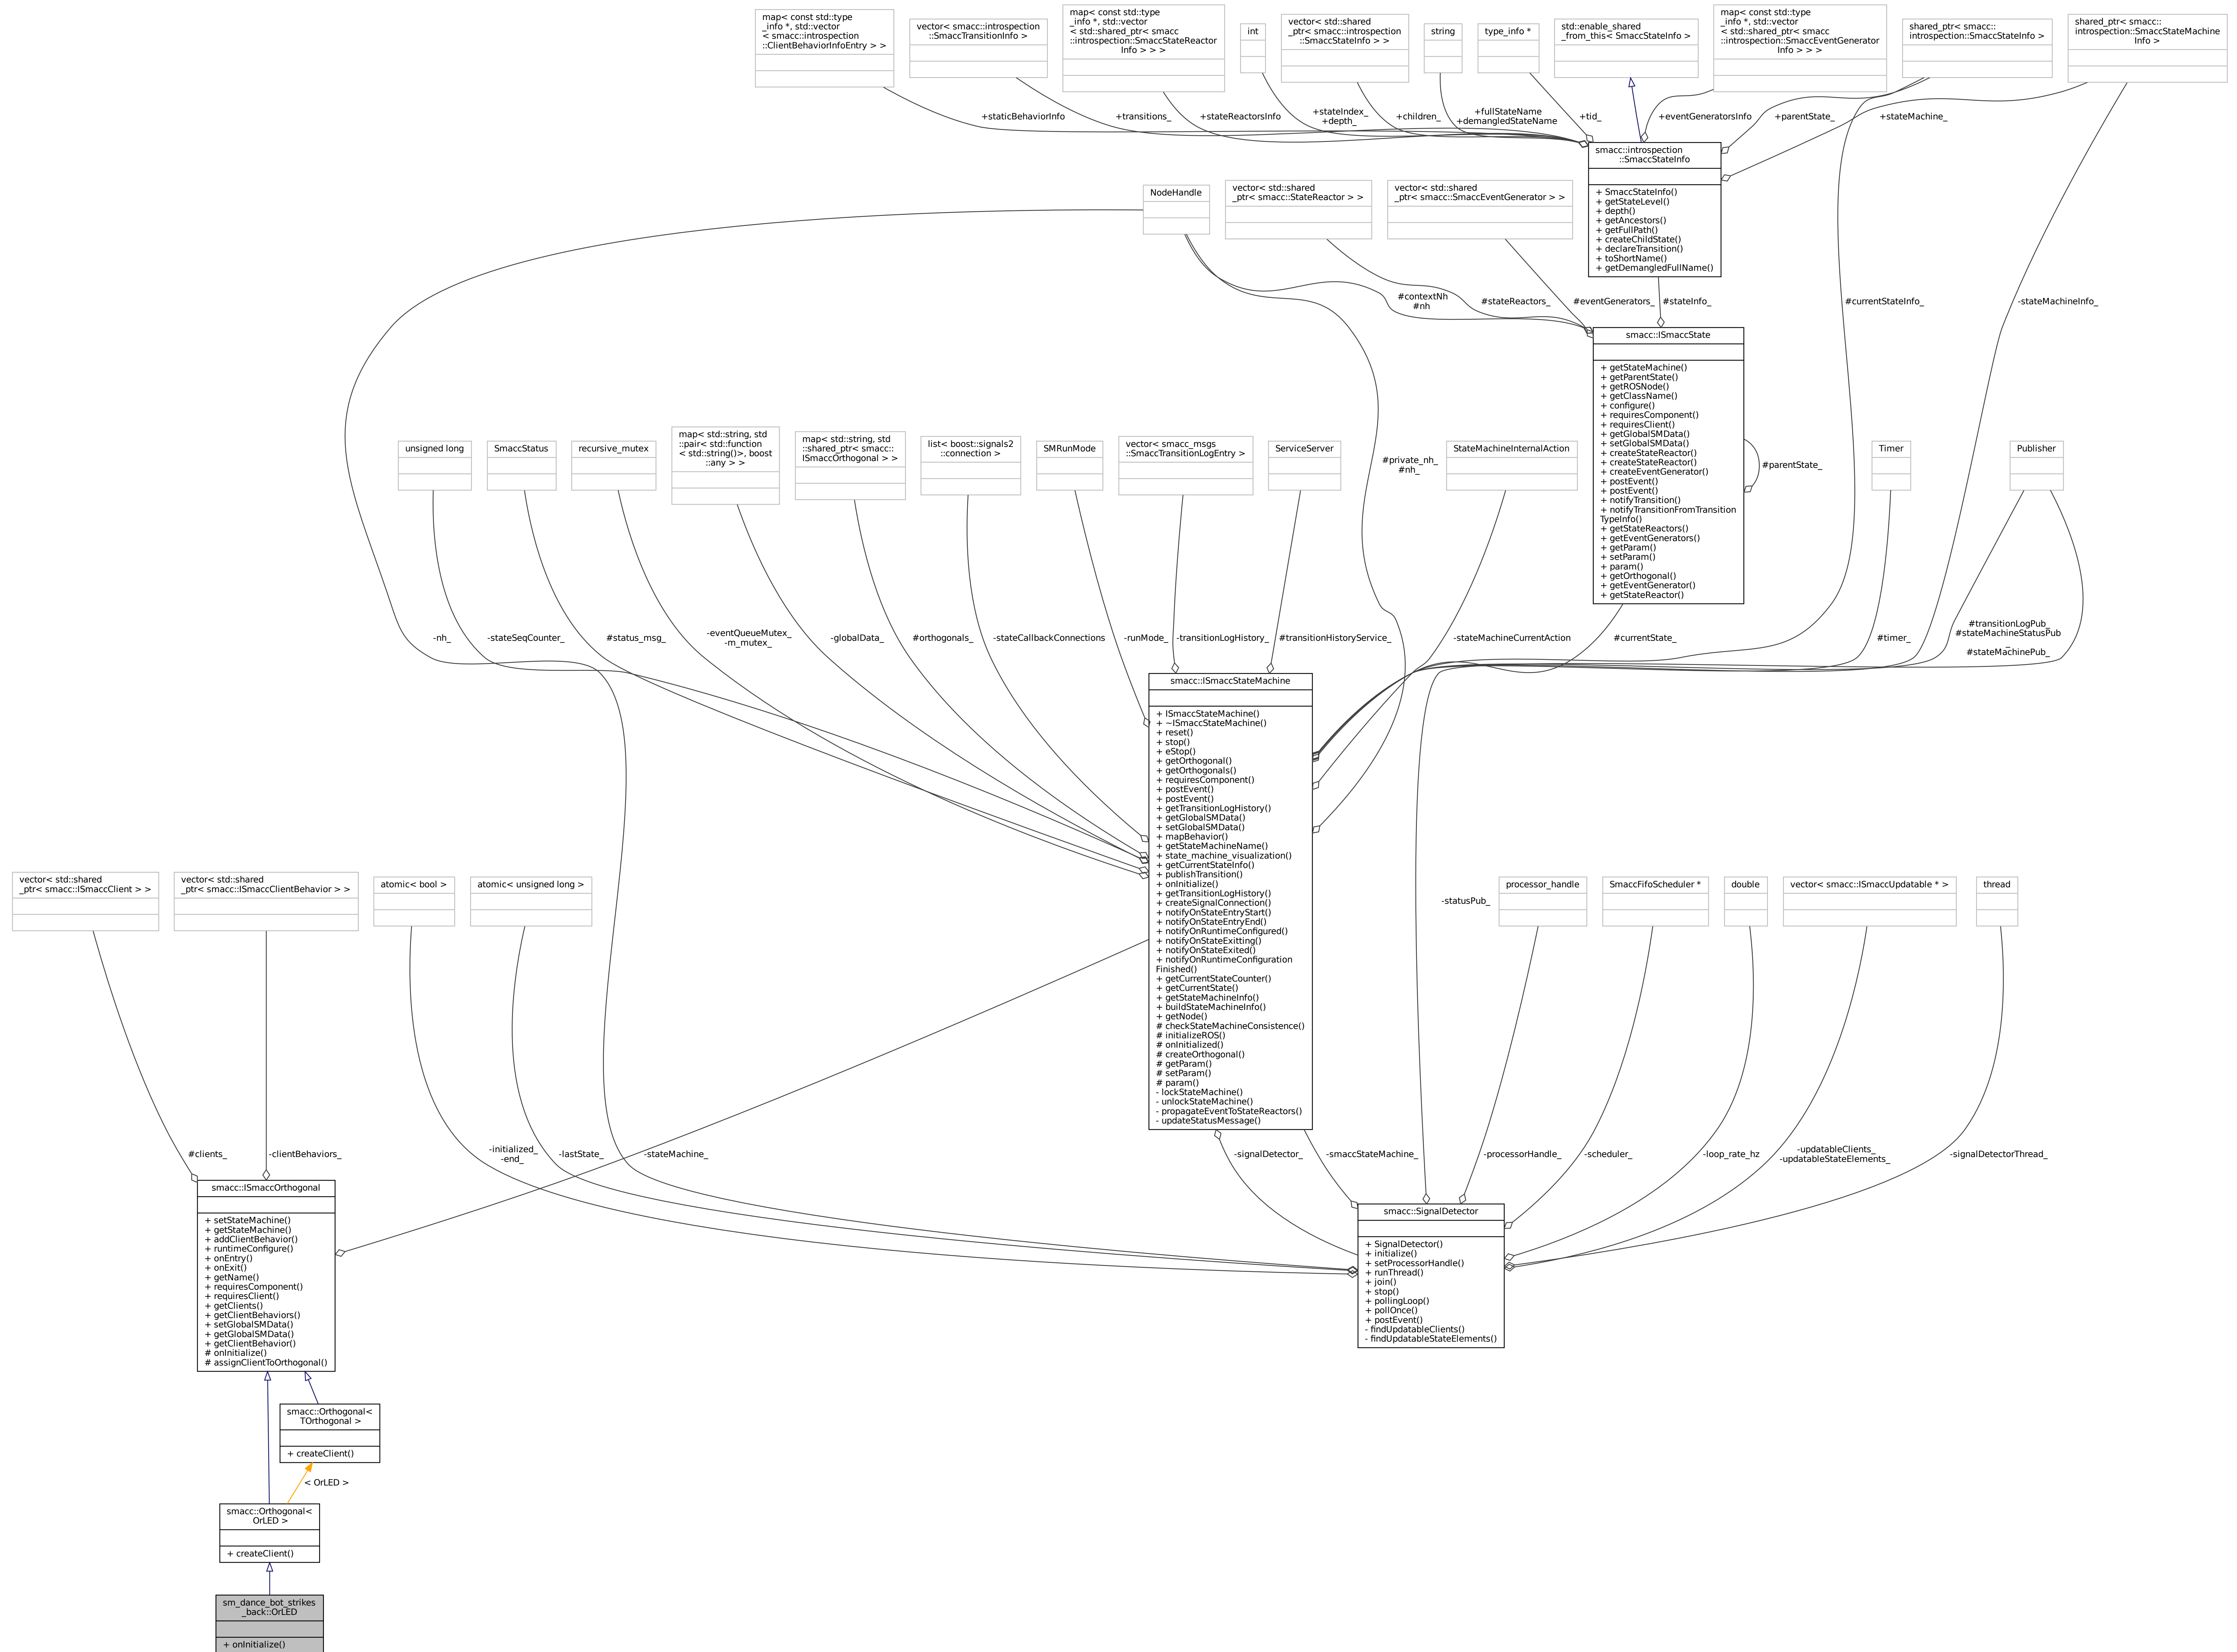 map< const std::type
_info *, std::vector
< smacc::introspection
::ClientBehaviorInfoEntry > >
vector< smacc::introspection
::SmaccTransitionInfo >
map< const std::type
_info *, std::vector
< std::shared_ptr< smacc
::introspection::SmaccStateReactor
Info > > >
int
vector< std::shared
_ptr< smacc::introspection
::SmaccStateInfo > >
string
type_info *
std::enable_shared
_from_this< SmaccStateInfo >
map< const std::type
_info *, std::vector
< std::shared_ptr< smacc
::introspection::SmaccEventGenerator
Info > > >
shared_ptr< smacc::
introspection::SmaccStateInfo >
shared_ptr< smacc::
introspection::SmaccStateMachine
Info >
+staticBehaviorInfo
+transitions_
+stateReactorsInfo
+stateIndex_
+depth_
+children_
+fullStateName
+demangledStateName
+tid_
+eventGeneratorsInfo
+parentState_
+stateMachine_
smacc::introspection
::SmaccStateInfo
+ SmaccStateInfo()
+ getStateLevel()
+ depth()
+ getAncestors()
+ getFullPath()
+ createChildState()
+ declareTransition()
+ toShortName()
+ getDemangledFullName()
NodeHandle
vector< std::shared
_ptr< smacc::StateReactor > >
vector< std::shared
_ptr< smacc::SmaccEventGenerator > >
#contextNh
#nh
#stateReactors_
#eventGenerators_
#stateInfo_
#currentStateInfo_
-stateMachineInfo_
smacc::ISmaccState
+ getStateMachine()
+ getParentState()
+ getROSNode()
+ getClassName()
+ configure()
+ requiresComponent()
+ requiresClient()
+ getGlobalSMData()
+ setGlobalSMData()
+ createStateReactor()
+ createStateReactor()
+ createEventGenerator()
+ postEvent()
+ postEvent()
+ notifyTransition()
+ notifyTransitionFromTransition
TypeInfo()
+ getStateReactors()
+ getEventGenerators()
+ getParam()
+ setParam()
+ param()
+ getOrthogonal()
+ getEventGenerator()
+ getStateReactor()
#parentState_
unsigned long
SmaccStatus
recursive_mutex
map< std::string, std
::pair< std::function
< std::string()>, boost
::any > >
map< std::string, std
::shared_ptr< smacc::
ISmaccOrthogonal > >
list< boost::signals2
::connection >
SMRunMode
vector< smacc_msgs
::SmaccTransitionLogEntry >
ServiceServer
#private_nh_
#nh_
StateMachineInternalAction
Timer
Publisher
-nh_
-stateSeqCounter_
#status_msg_
-eventQueueMutex_
-m_mutex_
-globalData_
#orthogonals_
-stateCallbackConnections
-runMode_
-transitionLogHistory_
#transitionHistoryService_
-stateMachineCurrentAction
#currentState_
#timer_
#transitionLogPub_
#stateMachineStatusPub
_
#stateMachinePub_
smacc::ISmaccStateMachine
+ ISmaccStateMachine()
+ ~ISmaccStateMachine()
+ reset()
+ stop()
+ eStop()
+ getOrthogonal()
+ getOrthogonals()
+ requiresComponent()
+ postEvent()
+ postEvent()
+ getTransitionLogHistory()
+ getGlobalSMData()
+ setGlobalSMData()
+ mapBehavior()
+ getStateMachineName()
+ state_machine_visualization()
+ getCurrentStateInfo()
+ publishTransition()
+ onInitialize()
+ getTransitionLogHistory()
+ createSignalConnection()
+ notifyOnStateEntryStart()
+ notifyOnStateEntryEnd()
+ notifyOnRuntimeConfigured()
+ notifyOnStateExitting()
+ notifyOnStateExited()
+ notifyOnRuntimeConfiguration
Finished()
+ getCurrentStateCounter()
+ getCurrentState()
+ getStateMachineInfo()
+ buildStateMachineInfo()
+ getNode()
# checkStateMachineConsistence()
# initializeROS()
# onInitialized()
# createOrthogonal()
# getParam()
# setParam()
# param()
- lockStateMachine()
- unlockStateMachine()
- propagateEventToStateReactors()
- updateStatusMessage()
vector< std::shared
_ptr< smacc::ISmaccClient > >
vector< std::shared
_ptr< smacc::ISmaccClientBehavior > >
atomic< bool >
atomic< unsigned long >
-statusPub_
processor_handle
SmaccFifoScheduler *
double
vector< smacc::ISmaccUpdatable * >
thread
#clients_
-clientBehaviors_
-initialized_
-end_
-lastState_
-stateMachine_
-signalDetector_
-smaccStateMachine_
-processorHandle_
-scheduler_
-loop_rate_hz
-updatableClients_
-updatableStateElements_
-signalDetectorThread_
smacc::ISmaccOrthogonal
+ setStateMachine()
+ getStateMachine()
+ addClientBehavior()
+ runtimeConfigure()
+ onEntry()
+ onExit()
+ getName()
+ requiresComponent()
+ requiresClient()
+ getClients()
+ getClientBehaviors()
+ setGlobalSMData()
+ getGlobalSMData()
+ getClientBehavior()
# onInitialize()
# assignClientToOrthogonal()
smacc::SignalDetector
+ SignalDetector()
+ initialize()
+ setProcessorHandle()
+ runThread()
+ join()
+ stop()
+ pollingLoop()
+ pollOnce()
+ postEvent()
- findUpdatableClients()
- findUpdatableStateElements()
smacc::Orthogonal<
TOrthogonal >
+ createClient()
< OrLED >
smacc::Orthogonal<
OrLED >
+ createClient()
sm_dance_bot_strikes
_back::OrLED
+ onInitialize()